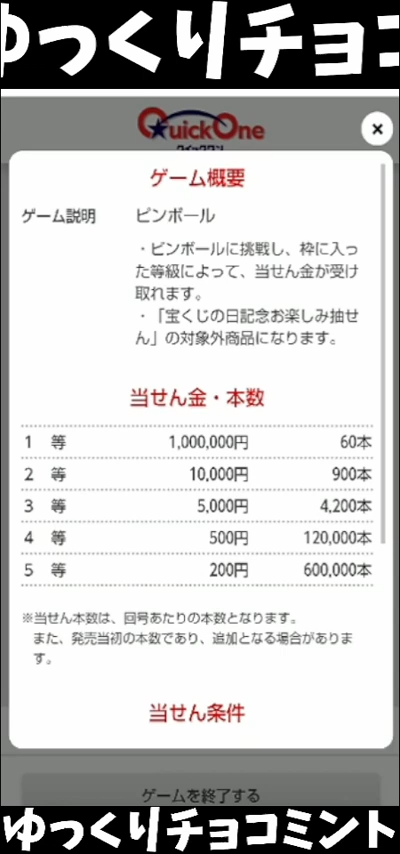 ゆっくりチョコ
QuickOne
クイックワン
×
ゲーム概要
ゲーム説明 ピンボール
・ピンボールに挑戦し、枠に入っ
た等級によって、当せん金が受け
取れます。
・「宝くじの日記念お楽しみ抽せ
ん」の対象外商品になります。
当せん金・本数
1 等 1,000,000円 60本
2 等 10,000円 900本
3 等 5,000円 4,200本
4 等 500円 120,000本
5 等 200円 600,000本
※当せん本数は、回号あたりの本数となります。
また、発売当初の本数であり、追加となる場合がありま
す。
当せん条件
ゲームを終了する
ゆっくりチョコミント